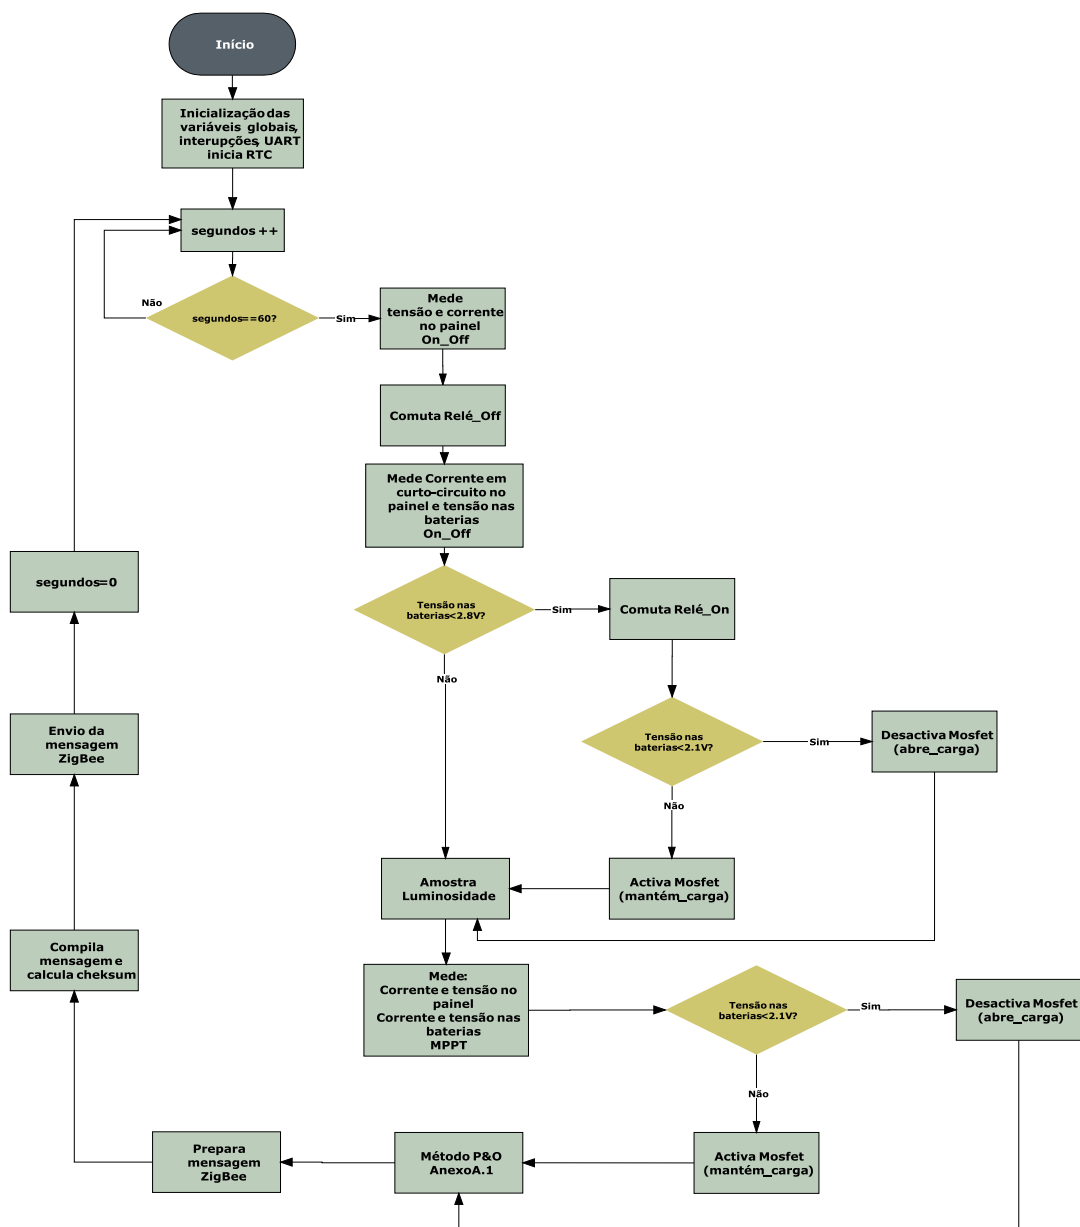 Início
Inicialização das
variáveis globais,
interupções, UART
inicia RTC
segundos ++
Não
segundos==60?
Sim
Mede
tensão e corrente
no painel
On_Off
Comuta Relé_Off
Mede Corrente em
curto-circuito no
painel e tensão nas
baterias
On_Off
segundos=0
Tensão nas
baterias<2.8V?
Sim
Comuta Relé_On
Não
Envio da
mensagem
ZigBee
Tensão nas
baterias<2.1V?
Sim
Desactiva Mosfet
(abre_carga)
Não
Amostra
Luminosidade
Activa Mosfet
(mantém_carga)
Compila
mensagem e
calcula cheksum
Mede:
Corrente e tensão no
painel
Corrente e tensão nas
baterias
MPPT
Tensão nas
baterias<2.1V?
Sim
Desactiva Mosfet
(abre_carga)
Não
Prepara
mensagem
ZigBee
Método P&O
AnexoA.1
Activa Mosfet
(mantém_carga)